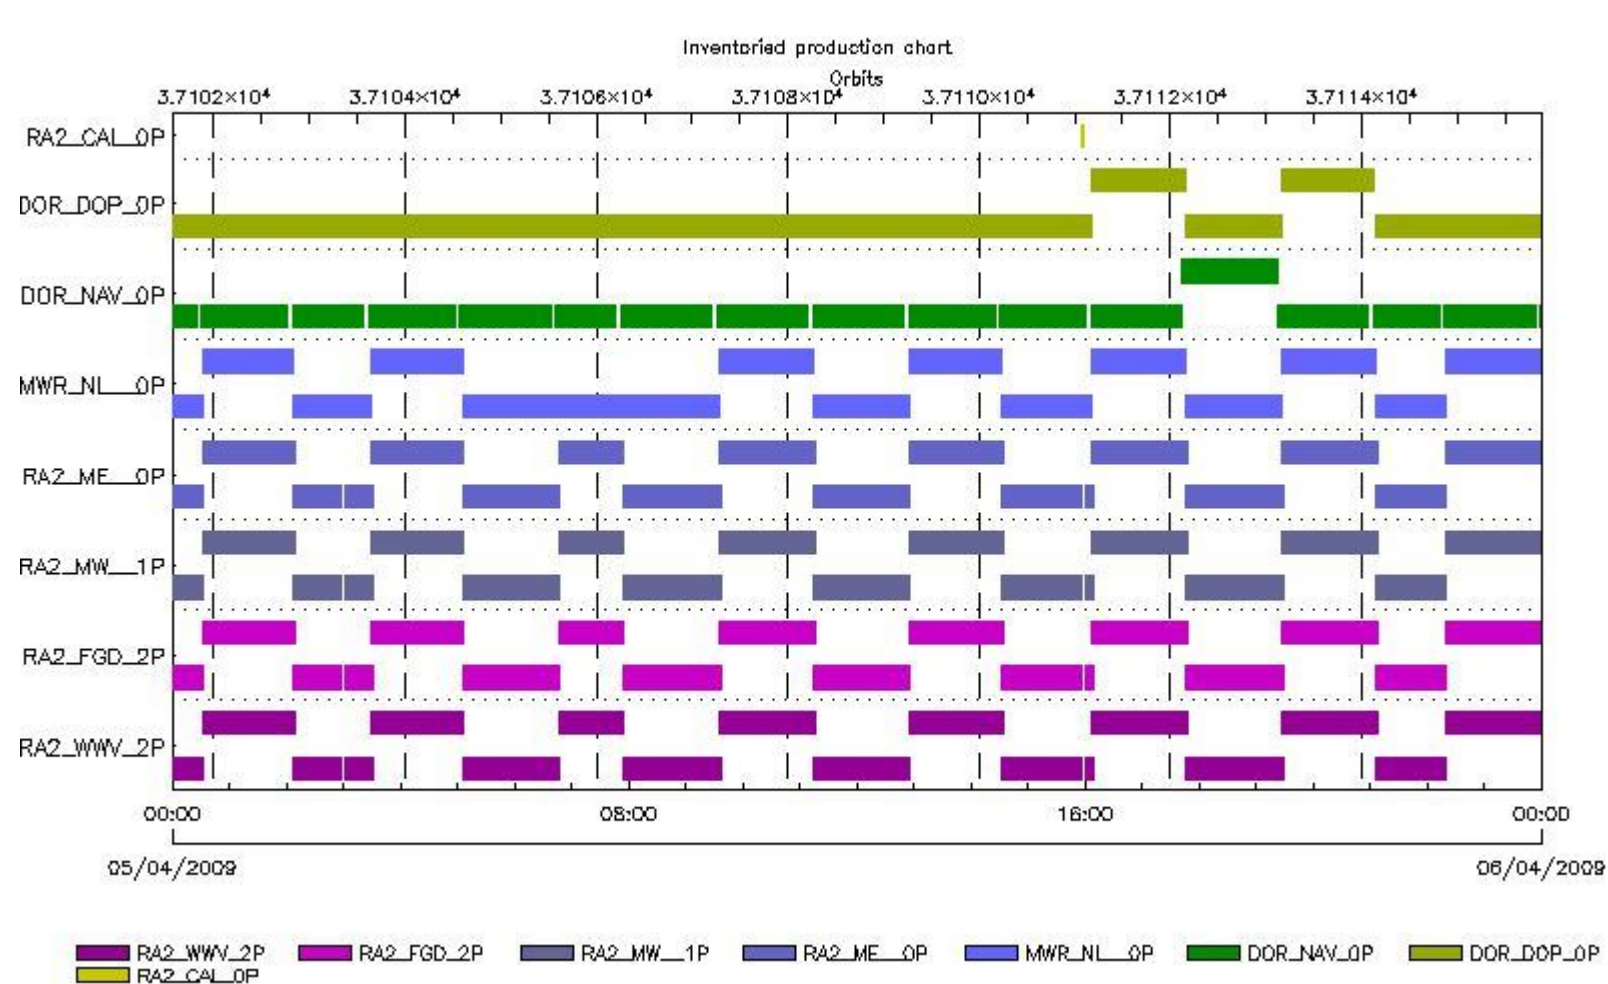 Inventoried production chart
Orbits
3.7102×10⁴ 3.7104×10⁴ 3.7106×10⁴ 3.7108×10⁴ 3.7110×10⁴ 3.7112×10⁴ 3.7114×10⁴
RA2_CAL_0P
DOR_DOP_0P
DOR_NAV_0P
MWR_NL__0P
RA2_ME__0P
RA2_MW__1P
RA2_FGD_2P
RA2_WWV_2P
00:00 08:00 16:00 00:00
05/04/2009 06/04/2009
RA2_WWV_2P RA2_FGD_2P RA2_MW__1P RA2_ME__0P MWR_NL__0P DOR_NAV_0P DOR_DOP_0P
RA2_CAL_0P